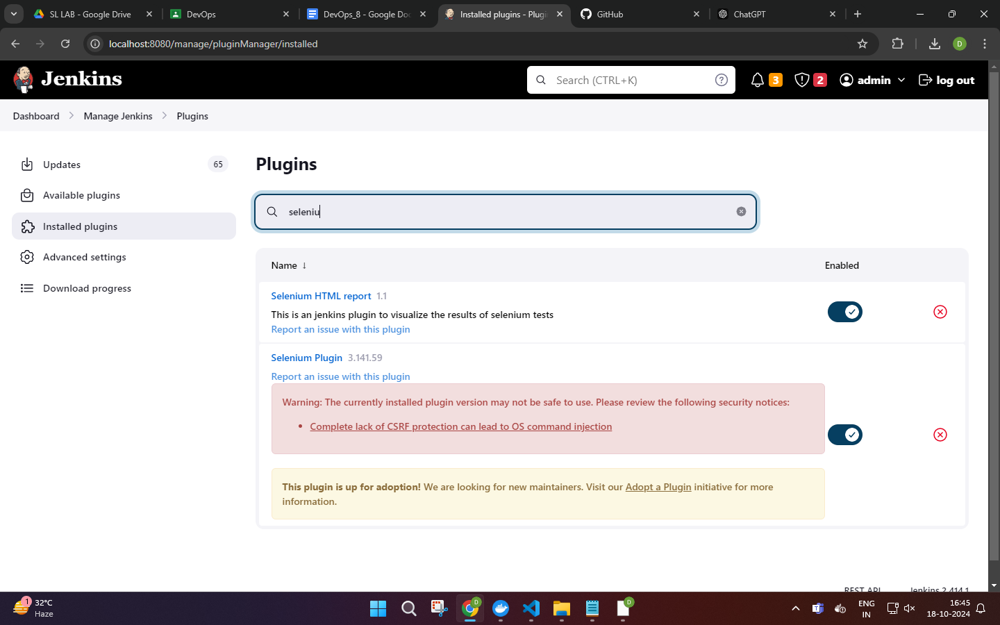 SL LAB - Google Drive
DevOps
DevOps_8 - Google Doc
Installed plugins - Plugi
GitHub
ChatGPT
localhost:8080/manage/pluginManager/installed
D
Jenkins
Search (CTRL+K)
3
2
admin
log out
Dashboard
Manage Jenkins
Plugins
Updates
65
Available plugins
Installed plugins
Advanced settings
Download progress
Plugins
seleniu
Name ↓
Enabled
Selenium HTML report 1.1
This is an jenkins plugin to visualize the results of selenium tests
Report an issue with this plugin
Selenium Plugin 3.141.59
Report an issue with this plugin
Warning: The currently installed plugin version may not be safe to use. Please review the following security notices:
• Complete lack of CSRF protection can lead to OS command injection
This plugin is up for adoption! We are looking for new maintainers. Visit our Adopt a Plugin initiative for more
information.
REST API
Jenkins 2.414.1
1
32°C
Haze
D
D
ENG
IN
16:45
18-10-2024